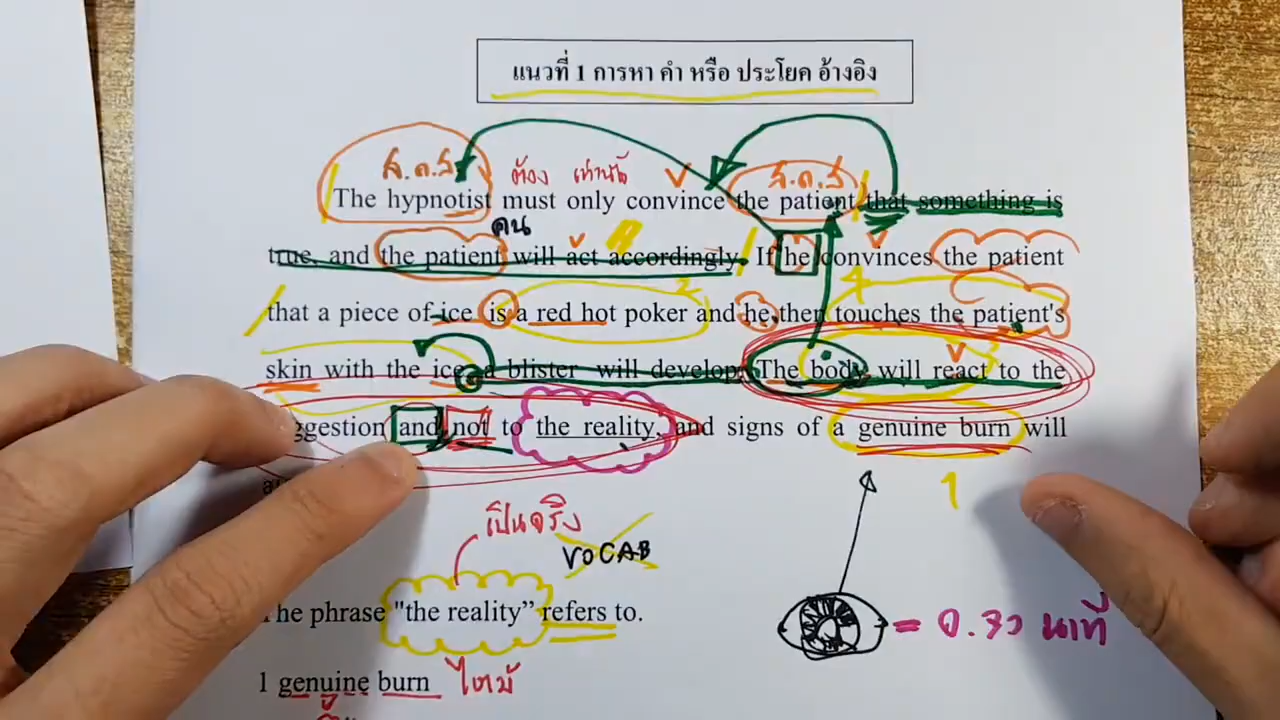 แนวที่ 1 การหา คำ หรือ ประโยค อ้างอิง
ส.ด.ส ต้อง เท่านั้น ส.ด.ส
The hypnotist must only convince the patient that something is
คน
true, and the patient will act accordingly. If he convinces the patient
2
that a piece of ice is a red hot poker and he then touches the patient's
skin with the ice a blister will develop. The body will react to the
ggestion and not to the reality, and signs of a genuine burn will
1
เป็นจริง
VOCAB
The phrase "the reality” refers to.
= 0.30 นาที
1 genuine burn ไหม้